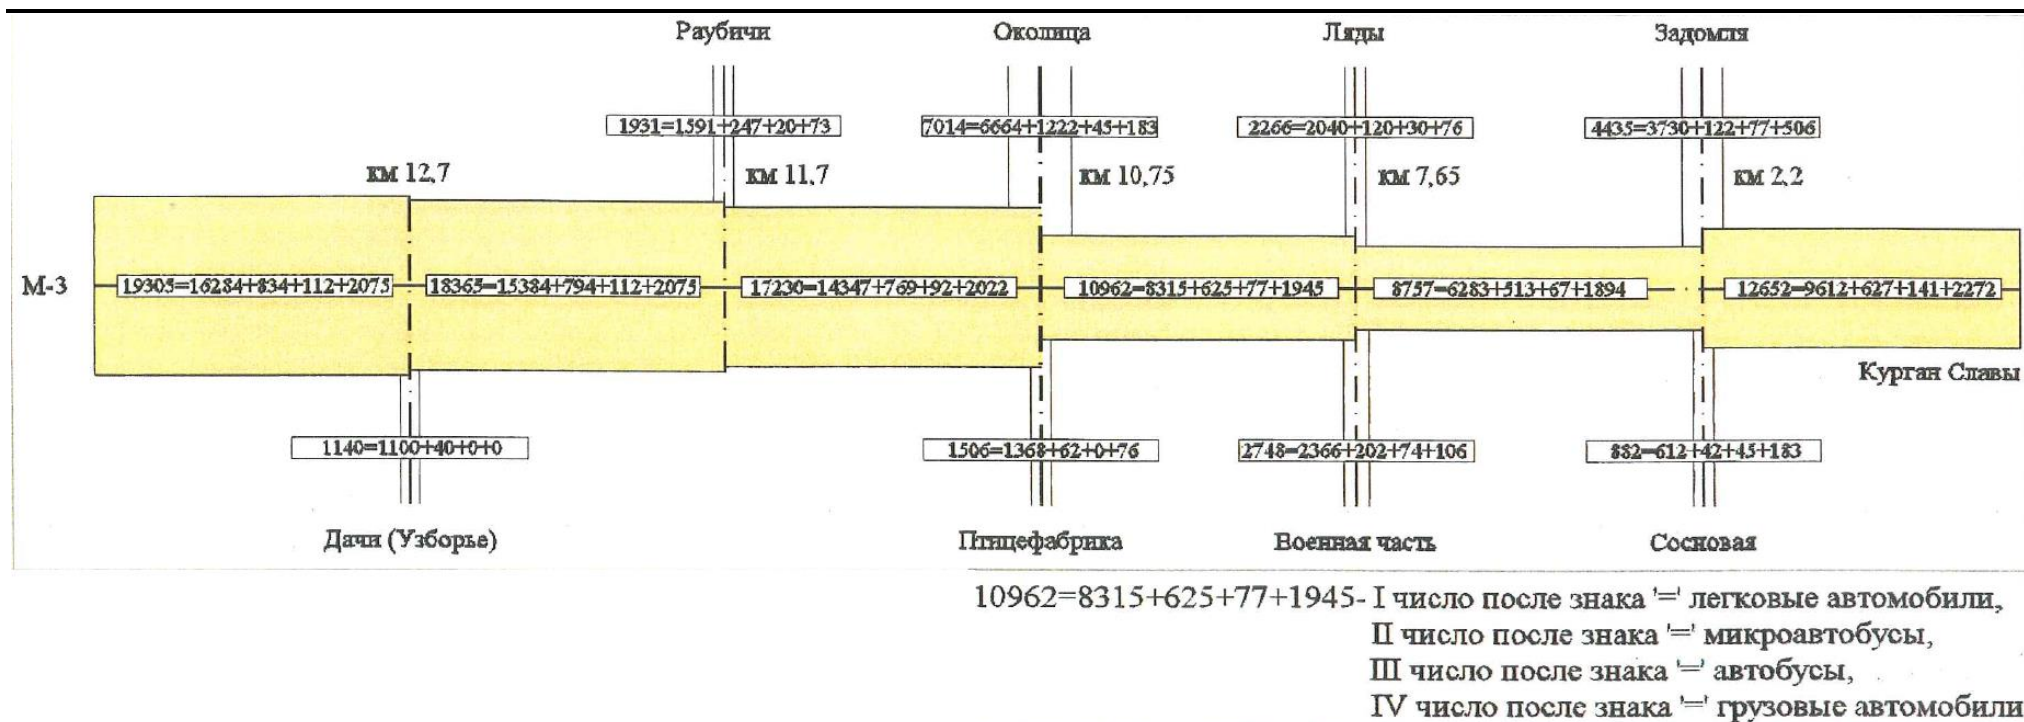 Раубичи
Околица
Ляды
Задомля
1931=1591+247+20+73
7014=6664+1222+45+183
2266=2040+120+30+76
4435=3730+122+77+506
км 12,7
км 11,7
км 10,75
км 7,65
км 2,2
М-3
19305=16284+834+112+2075
18365=15384+794+112+2075
17230=14347+769+92+2022
10962=8315+625+77+1945
8757=6283+513+67+1894
12652=9612+627+141+2272
Курган Славы
1140=1100+40+0+0
1506=1368+62+0+76
2748=2366+202+74+106
882=612+42+45+183
Дачи (Узборье)
Птицефабрика
Военная часть
Сосновая
10962=8315+625+77+1945- I число после знака '=' легковые автомобили,
II число после знака '=' микроавтобусы,
III число после знака '=' автобусы,
IV число после знака '=' грузовые автомобили